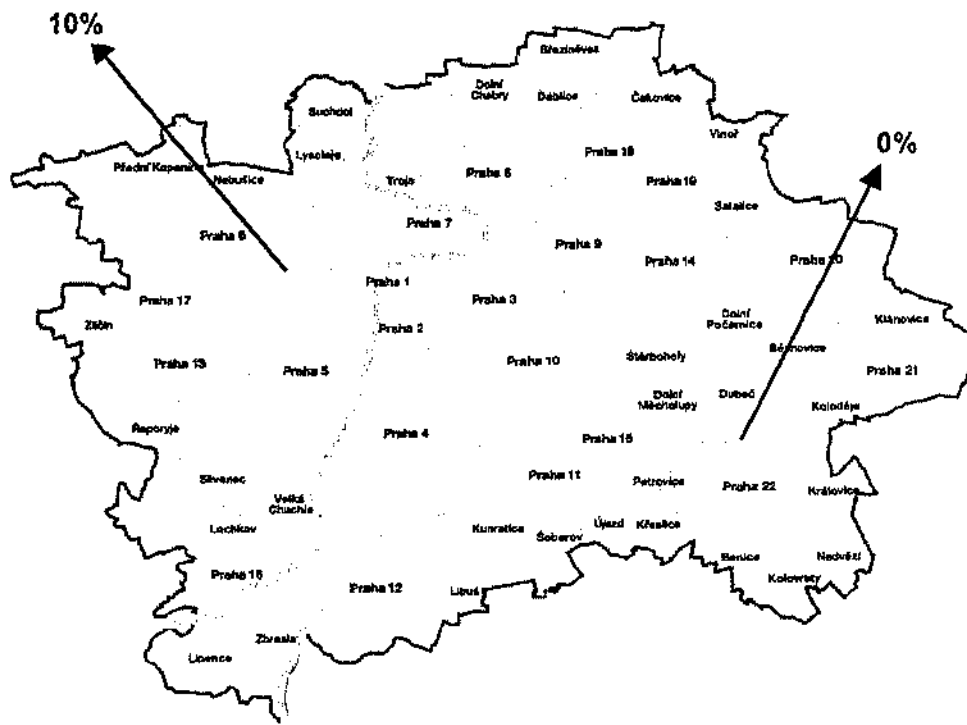 10%
Březiněves
Dolní
Chabry
Ďáblice
Čakovice
Suchdol
Vinoř
0%
Lysolaje
Praha 18
Přední Kopanina
Nebušice
Troja
Praha 8
Praha 19
Satalice
Praha 6
Praha 7
Praha 9
Praha 14
Praha 20
Praha 1
Praha 17
Praha 3
Zličín
Praha 2
Dolní
Počernice
Klánovice
Běchovice
Praha 13
Praha 5
Praha 10
Štěrboholy
Praha 21
Dolní
Měcholupy
Dubeč
Koloděje
Řeporyje
Praha 4
Praha 15
Slivenec
Praha 11
Petrovice
Praha 22
Královice
Velká
Chuchle
Lochkov
Kunratice
Šeberov
Újezd
Křeslice
Benice
Nedvězí
Kolovraty
Praha 16
Praha 12
Libuš
Zbraslav
Lipence